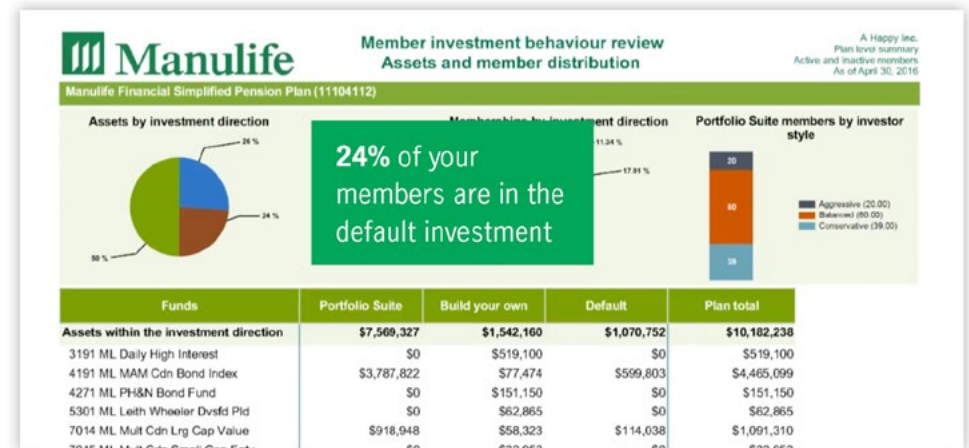 Manulife
Member investment behaviour review
Assets and member distribution
A Happy Inc.
Plan level summary
Active and inactive members
As of April 30, 2016
Manulife Financial Simplified Pension Plan (11104112)
Assets by investment direction
26 %
24 %
50 %
investment direction
11.34 %
17.01 %
24% of your
members are in the
default investment
Portfolio Suite members by investor
style
20
60
39
Aggressive (20.00)
Balanced (60.00)
Conservative (39.00)
Funds Portfolio Suite Build your own Default Plan total
Assets within the investment direction $7,569,327 $1,542,160 $1,070,752 $10,182,238
3191 ML Daily High Interest $0 $519,100 $0 $519,100
4191 ML MAM Cdn Bond Index $3,787,822 $77,474 $599,803 $4,465,099
4271 ML PH&N Bond Fund $0 $151,150 $0 $151,150
5301 ML Leith Wheeler Dvsfd Pld $0 $62,865 $0 $62,865
7014 ML Mult Cdn Lrg Cap Value $918,948 $58,323 $114,038 $1,091,310